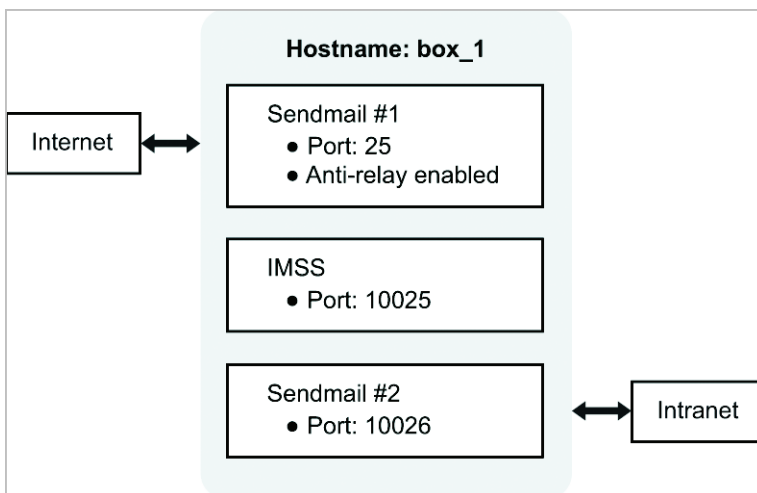 Hostname: box_1
Sendmail #1
● Port: 25
● Anti-relay enabled
Internet
IMSS
● Port: 10025
Sendmail #2
● Port: 10026
Intranet